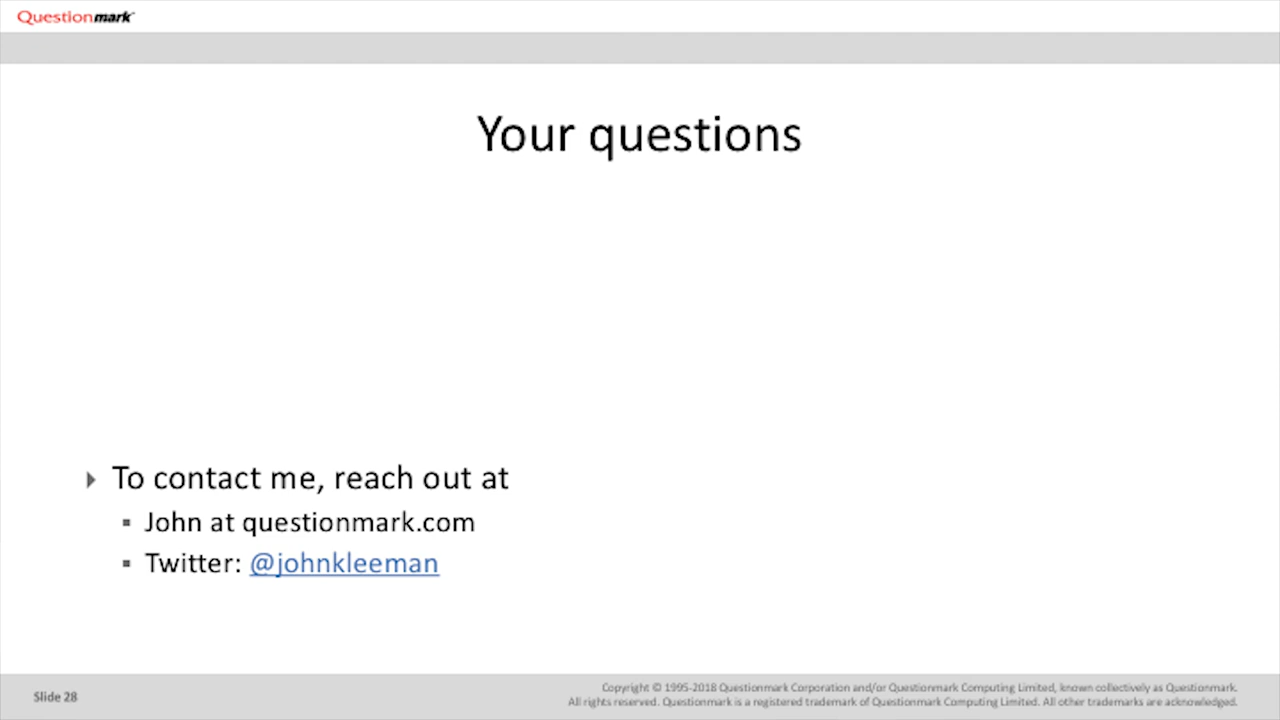 Questionmark™
Your questions
To contact me, reach out at
John at questionmark.com
Twitter: @johnkleeman
Slide 28
Copyright © 1995-2018 Questionmark Corporation and/or Questionmark Computing Limited, known collectively as Questionmark.
All rights reserved. Questionmark is a registered trademark of Questionmark Computing Limited. All other trademarks are acknowledged.